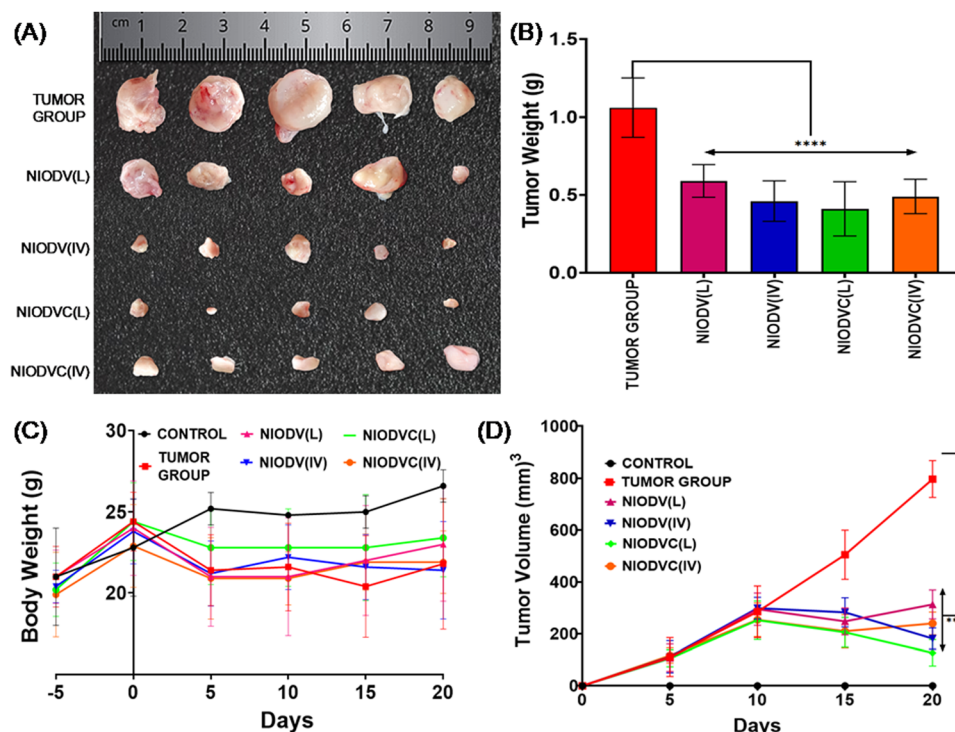 (A)
cm 1 2 3 4 5 6 7 8 9
TUMOR
GROUP
NIODV(L)
NIODV(IV)
NIODVC(L)
NIODVC(IV)
(B)
Tumor Weight (g)
1.5
1.0
0.5
0.0
****
TUMOR GROUP
NIODV(L)
NIODV(IV)
NIODVC(L)
NIODVC(IV)
(C)
Body Weight (g)
30
25
20
CONTROL
TUMOR
GROUP
NIODV(L)
NIODV(IV)
NIODVC(L)
NIODVC(IV)
-5 0 5 10 15 20
Days
(D)
Tumor Volume (mm)3
1000
800
600
400
200
0
CONTROL
TUMOR GROUP
NIODV(L)
NIODV(IV)
NIODVC(L)
NIODVC(IV)
**
0 5 10 15 20
Days